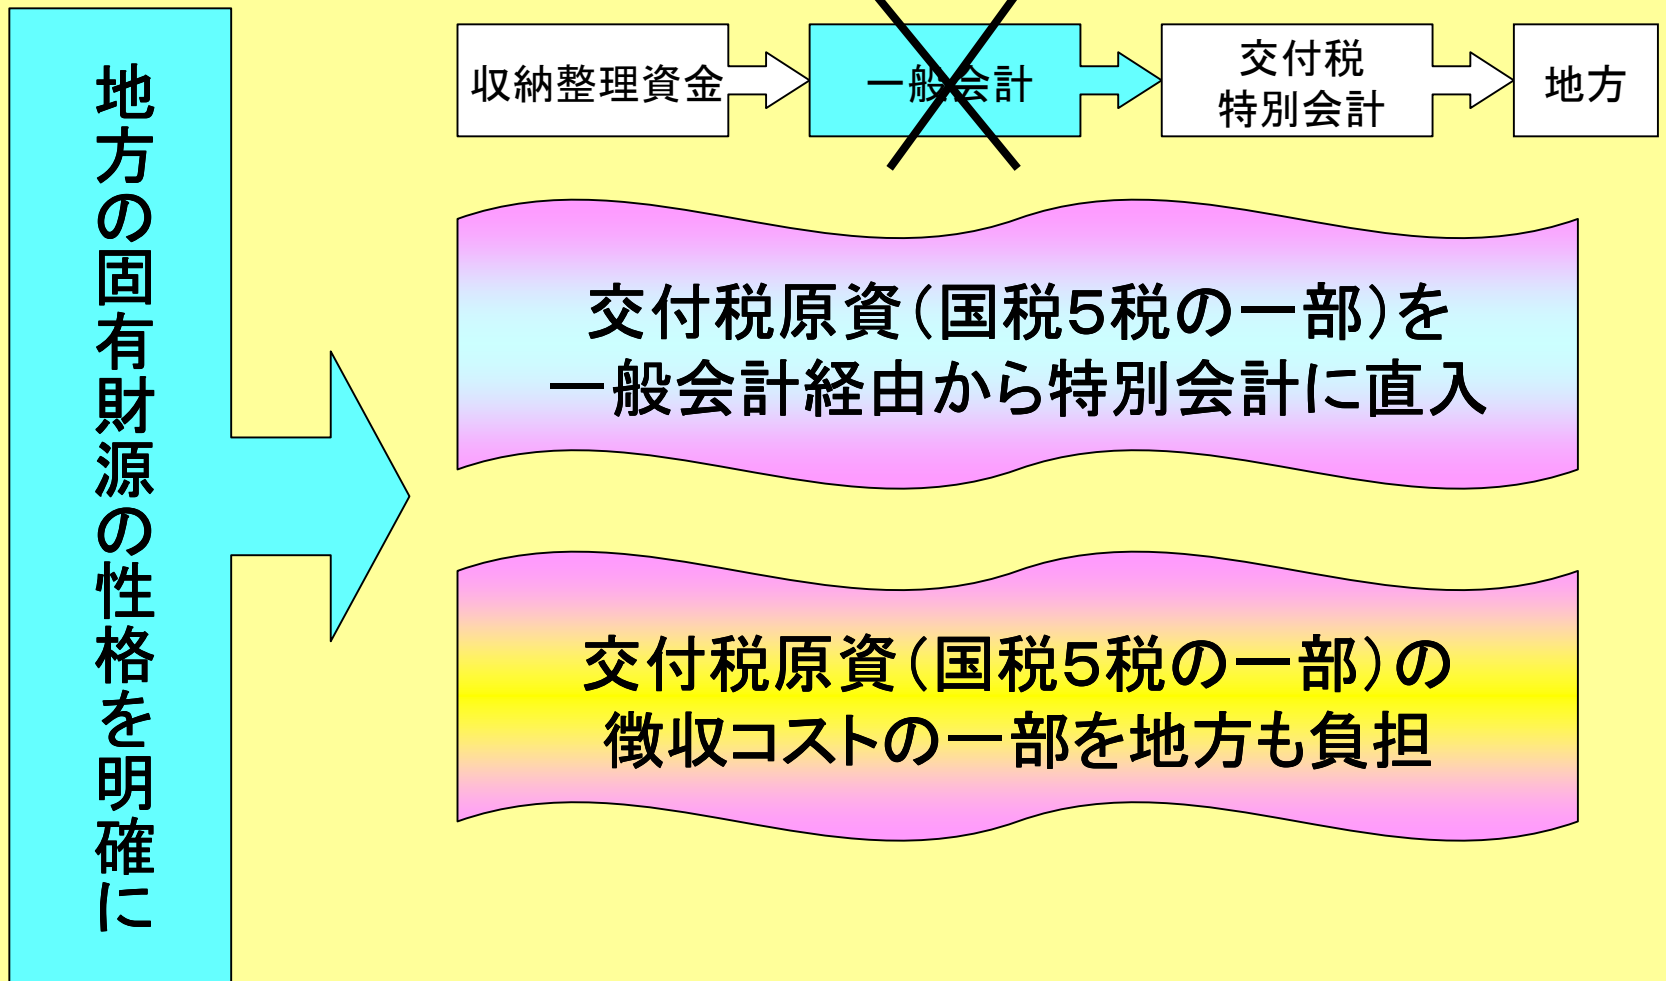 地方の固有財源の性格を明確に
収納整理資金
一般会計
交付税
特別会計
地方
交付税原資（国税５税の一部）を
一般会計経由から特別会計に直入
交付税原資（国税５税の一部）の
徴収コストの一部を地方も負担